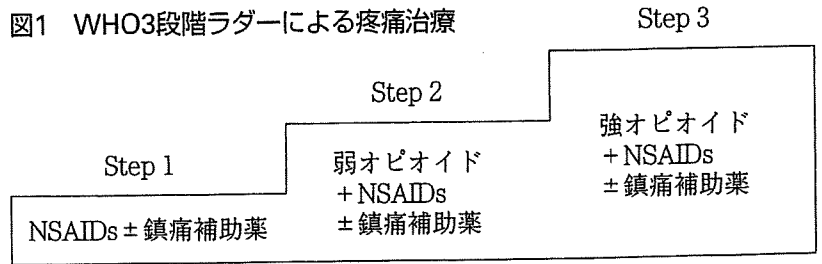 図1 WHO3段階ラダーによる疼痛治療
Step 1
NSAIDs±鎮痛補助薬
Step 2
弱オピオイド
+NSAIDs
±鎮痛補助薬
Step 3
強オピオイド
+NSAIDs
±鎮痛補助薬